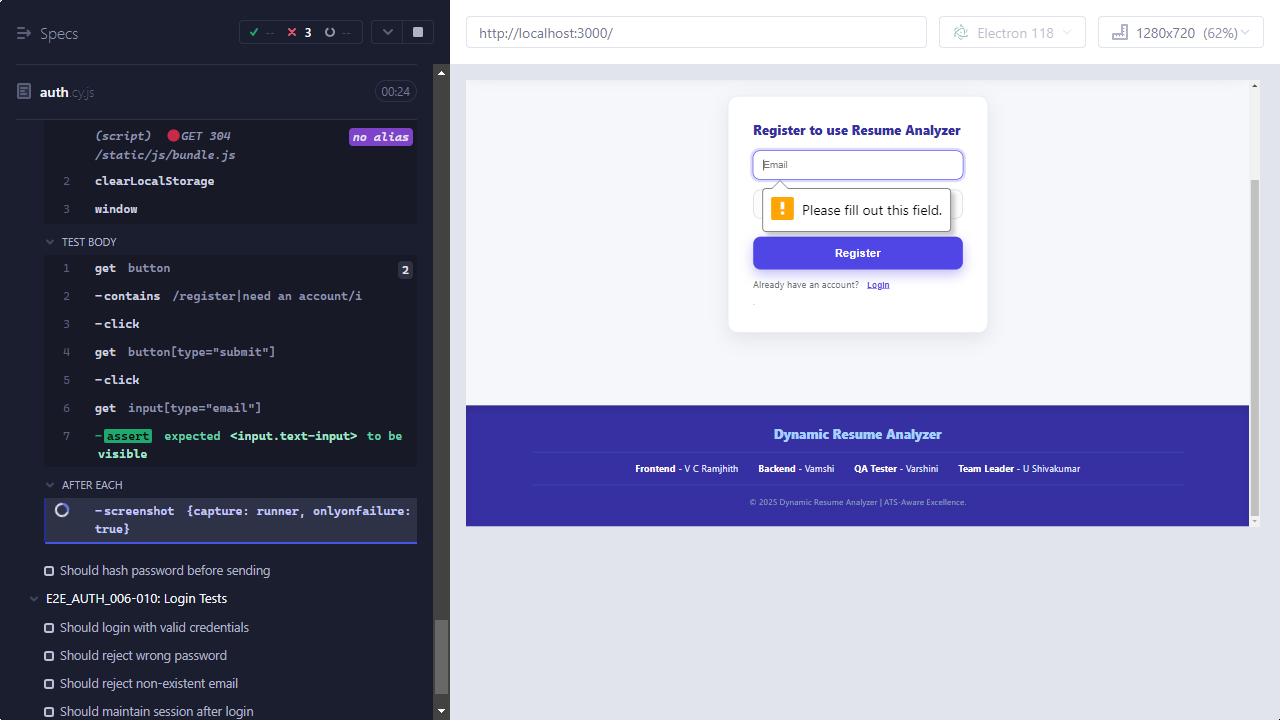 Specs
-- 3 --
auth.cy.js
00:24
(script) GET 304 no alias
/static/js/bundle.js
2 clearLocalStorage
3 window
TEST BODY
1 get button 2
2 -contains /register|need an account/i
3 -click
4 get button[type="submit"]
5 -click
6 get input[type="email"]
7 -assert expected <input.text-input> to be
visible
AFTER EACH
-screenshot {capture: runner, onlyonfailure:
true}
Should hash password before sending
E2E_AUTH_006-010: Login Tests
Should login with valid credentials
Should reject wrong password
Should reject non-existent email
Should maintain session after login
http://localhost:3000/
Electron 118
1280x720 (62%)
Register to use Resume Analyzer
Email
Please fill out this field.
Register
Already have an account? Login
Dynamic Resume Analyzer
Frontend - V C Ramjhith Backend - Vamshi QA Tester - Varshini Team Leader - U Shivakumar
© 2025 Dynamic Resume Analyzer | ATS-Aware Excellence.